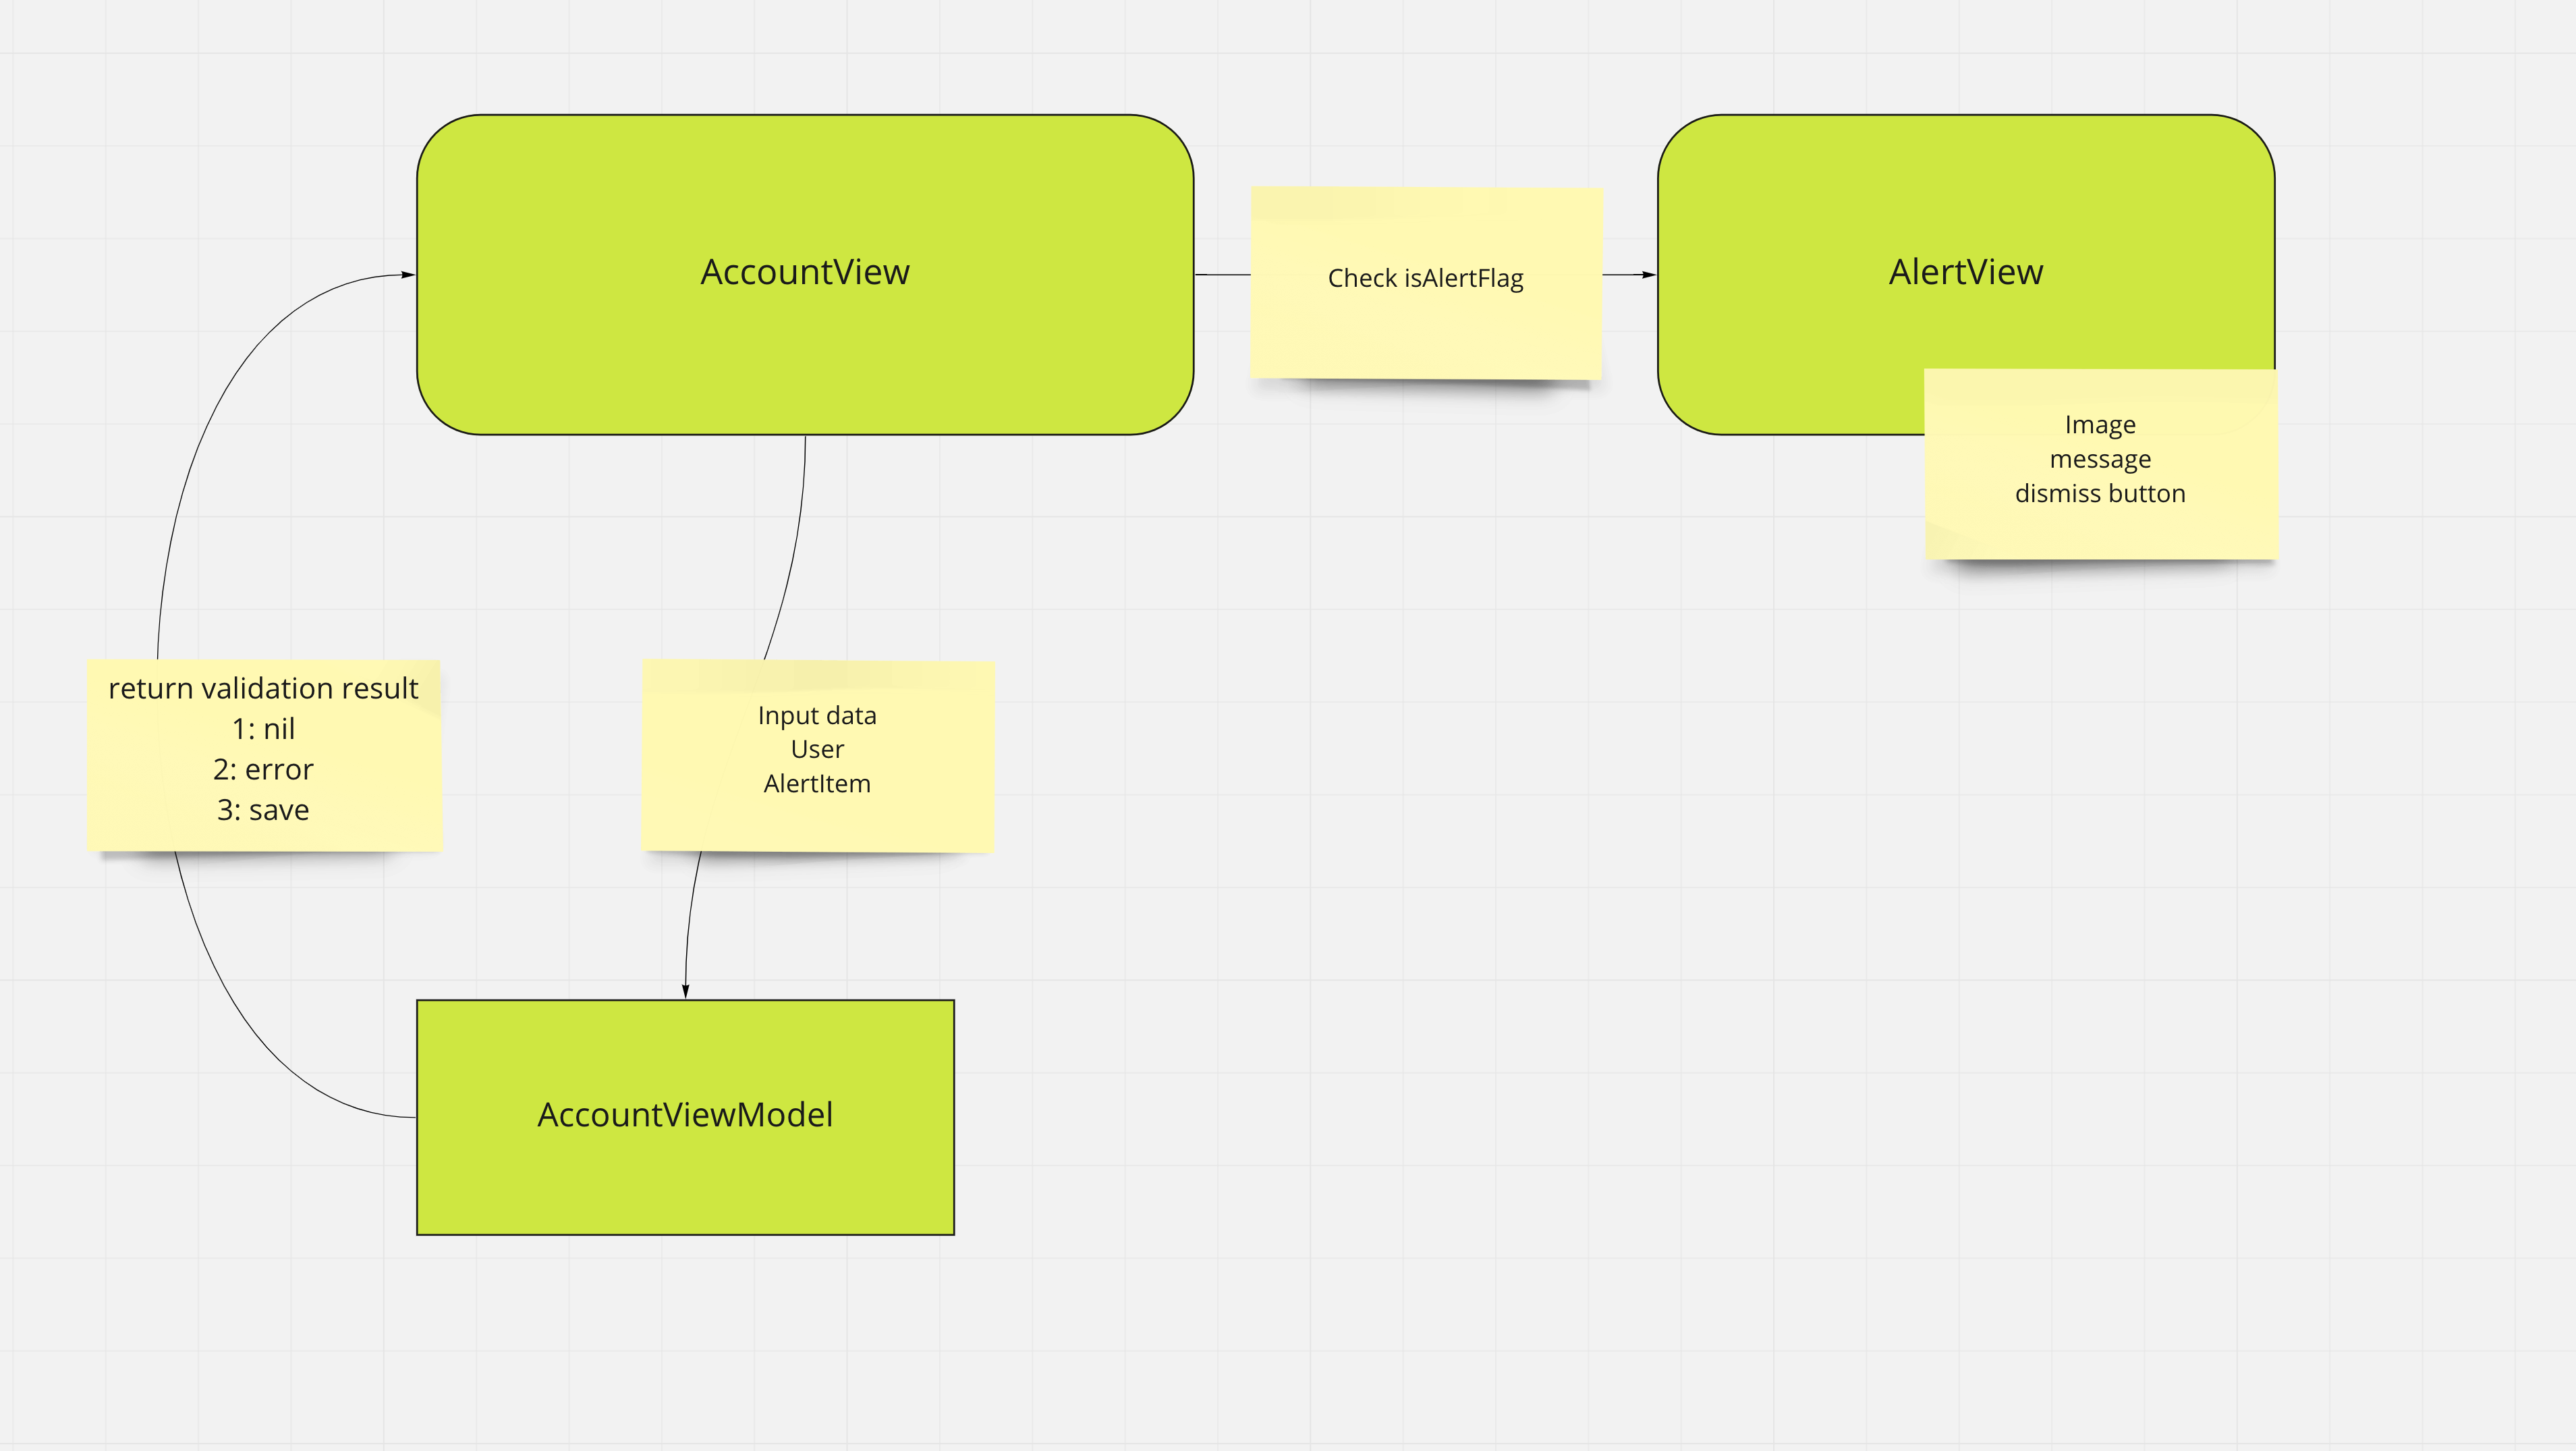 AccountView
Check isAlertFlag
AlertView
Image
message
dismiss button
return validation result
1: nil
2: error
3: save
Input data
User
AlertItem
AccountViewModel